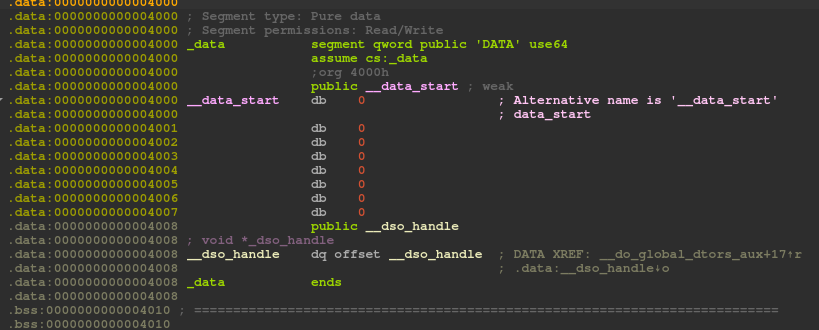 .data:0000000000004000
.data:0000000000004000 ; Segment type: Pure data
.data:0000000000004000 ; Segment permissions: Read/Write
.data:0000000000004000 _data segment qword public 'DATA' use64
.data:0000000000004000 assume cs:_data
.data:0000000000004000 ;org 4000h
.data:0000000000004000 public __data_start ; weak
.data:0000000000004000 __data_start db 0 ; Alternative name is '__data_start'
.data:0000000000004000 ; data_start
.data:0000000000004001 db 0
.data:0000000000004002 db 0
.data:0000000000004003 db 0
.data:0000000000004004 db 0
.data:0000000000004005 db 0
.data:0000000000004006 db 0
.data:0000000000004007 db 0
.data:0000000000004008 public __dso_handle
.data:0000000000004008 ; void *_dso_handle
.data:0000000000004008 __dso_handle dq offset __dso_handle ; DATA XREF: __do_global_dtors_aux+17↑r
.data:0000000000004008 ; .data:__dso_handle↓o
.data:0000000000004008 _data ends
.data:0000000000004008
.bss:0000000000004010 ; ===========================================================================
.bss:0000000000004010